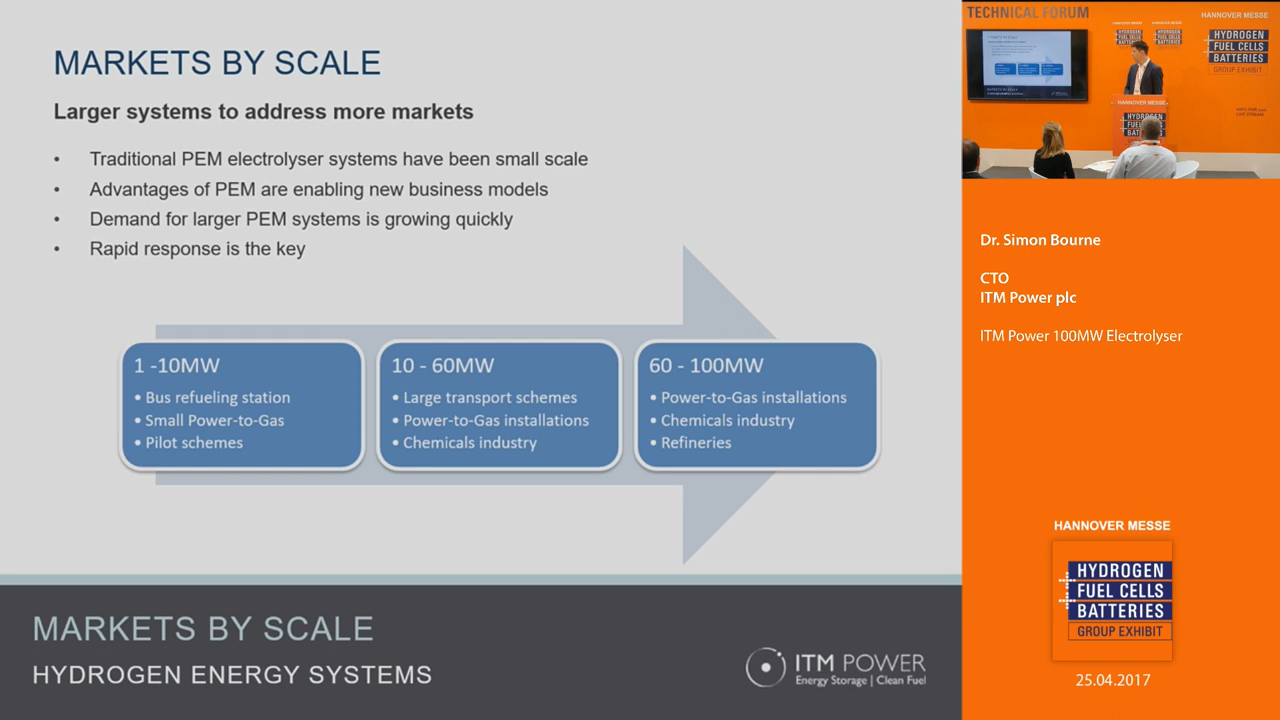 MARKETS BY SCALE
Larger systems to address more markets
• Traditional PEM electrolyser systems have been small scale
• Advantages of PEM are enabling new business models
• Demand for larger PEM systems is growing quickly
• Rapid response is the key
1 -10MW
• Bus refueling station
• Small Power-to-Gas
• Pilot schemes
10 - 60MW
• Large transport schemes
• Power-to-Gas installations
• Chemicals industry
60 - 100MW
• Power-to-Gas installations
• Chemicals industry
• Refineries
MARKETS BY SCALE
HYDROGEN ENERGY SYSTEMS
ITM POWER
Energy Storage | Clean Fuel
TECHNICAL FORUM
HANNOVER MESSE
HYDROGEN
FUEL CELLS
BATTERIES
GROUP EXHIBIT
HANNOVER MESSE
Dr. Simon Bourne
CTO
ITM Power plc
ITM Power 100MW Electrolyser
HANNOVER MESSE
HYDROGEN
FUEL CELLS
BATTERIES
GROUP EXHIBIT
25.04.2017